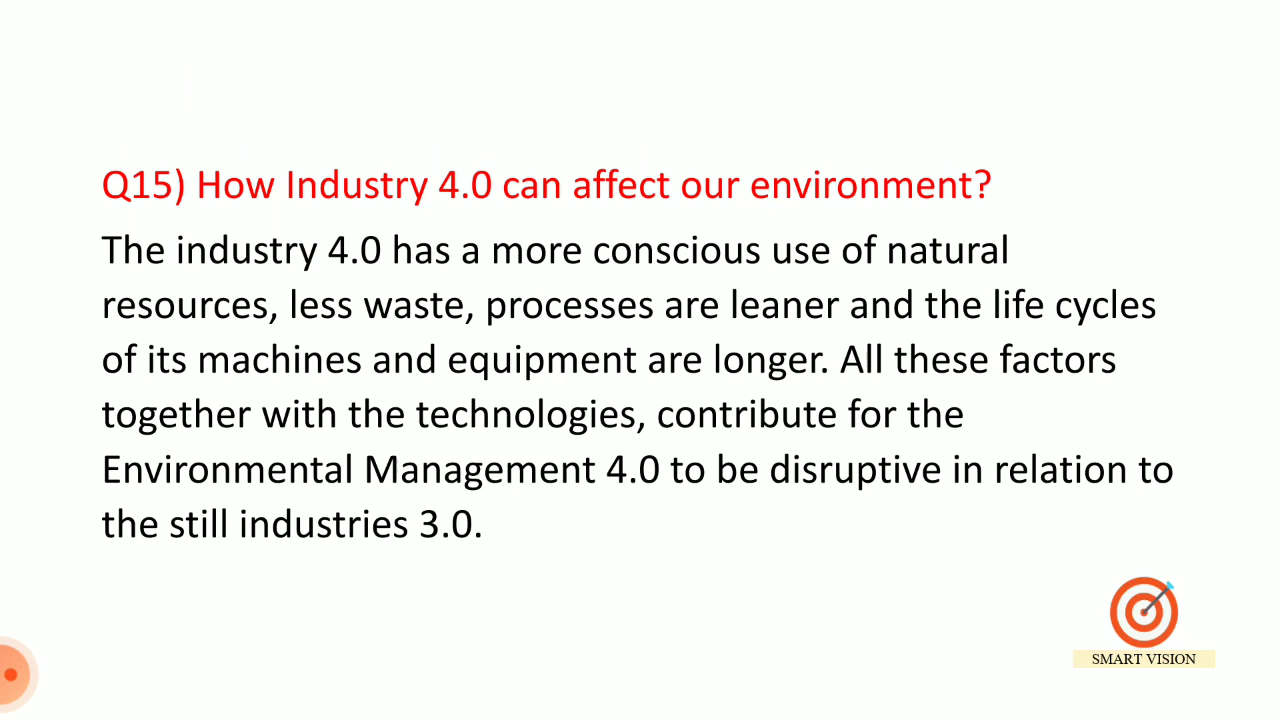 Q15) How Industry 4.0 can affect our environment?
The industry 4.0 has a more conscious use of natural
resources, less waste, processes are leaner and the life cycles
of its machines and equipment are longer. All these factors
together with the technologies, contribute for the
Environmental Management 4.0 to be disruptive in relation to
the still industries 3.0.
SMART VISION